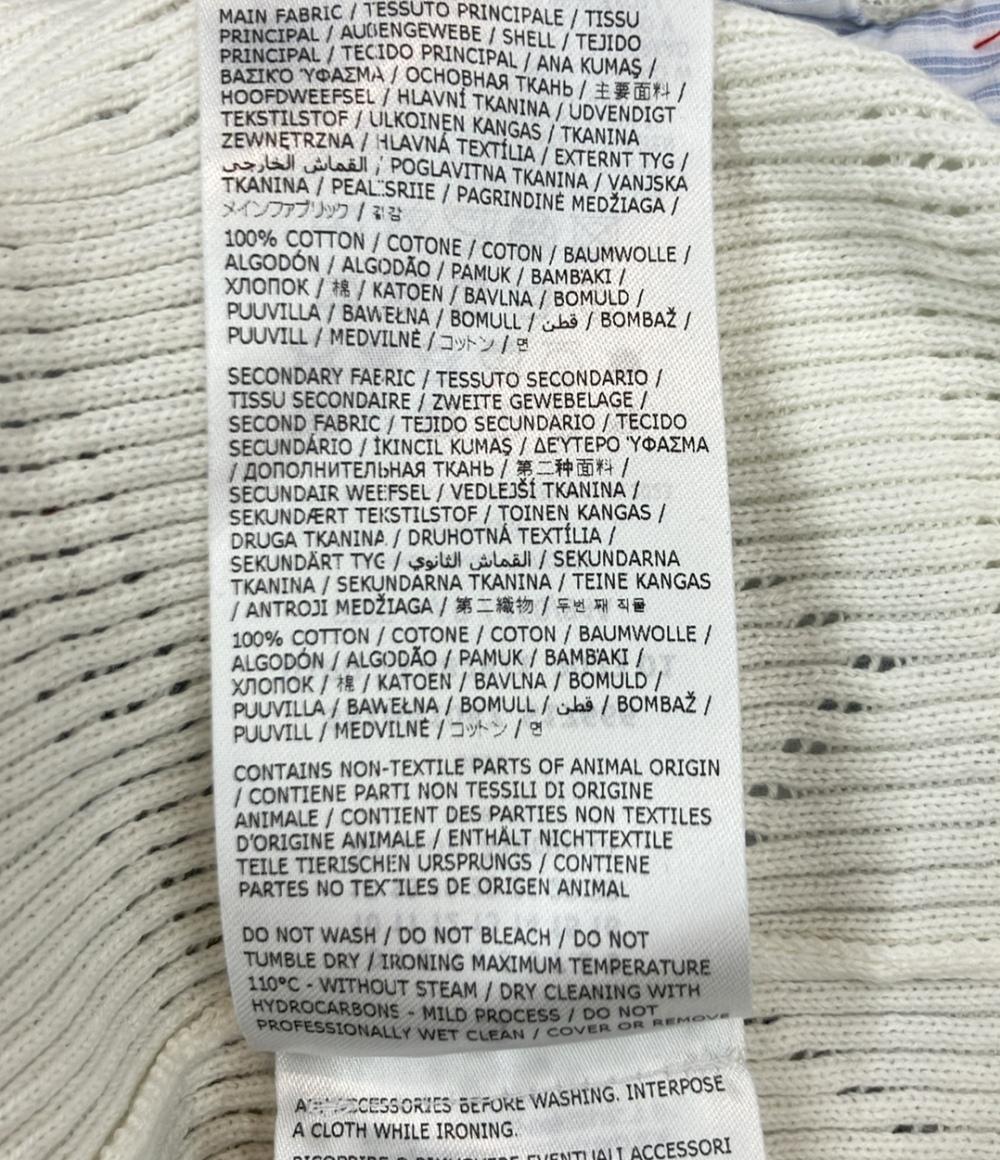 MAIN FABRIC / TESSUTO PRINCIPALE / TISSU
PRINCIPAL / AUßENGEWEBE / SHELL / TEJIDO
PRINCIPAL / TECIDO PRINCIPAL / ANA KUMAŞ /
ΒΑΣΙΚΌ ΎΦΑΣΜΑ / ОСНОВНАЯ ТКАНЬ / 主要面料 /
HOOFDWEEFSEL / HLAVNÍ TKANINA / UDVENDIGT
TEKSTILSTOF / ULKOINEN KANGAS / TKANINA
ZEWNĘTRZNA / HLAVNÁ TEXTÍLIA / EXTERNT TYG /
القماش الخارجي / POGLAVITNA TKANINA / VANJSKA
TKANINA / PEALSRIIE / PAGRINDINĖ MEDŽIAGA /
メインファブリック / 겉감
100% COTTON / COTONE / COTON / BAUMWOLLE /
ALGODÓN / ALGODÃO / PAMUK / ΒΑΜΒΆΚΙ /
ХЛОПОК / 棉 / KATOEN / BAVLNA / BOMULD /
PUUVILLA / BAWEŁNA / BOMULL / قطن / BOMBAŽ /
PUUVILL / MEDVILNĖ / コットン / 면
SECONDARY FABRIC / TESSUTO SECONDARIO /
TISSU SECONDAIRE / ZWEITE GEWEBELAGE /
SECOND FABRIC / TEJIDO SECUNDARIO / TECIDO
SECUNDÁRIO / İKINCIL KUMAŞ / ΔΕΥΤΕΡΟ ΎΦΑΣΜΑ
/ ДОПОЛНИТЕЛЬНАЯ ТКАНЬ / 第二种面料 /
SECUNDAIR WEEFSEL / VEDLEJŠÍ TKANINA /
SEKUNDÆRT TEKSTILSTOF / TOINEN KANGAS /
DRUGA TKANINA / DRUHOTNÁ TEXTÍLIA /
SEKUNDÄRT TYG / القماش الثانوي / SEKUNDARNA
TKANINA / SEKUNDARNA TKANINA / TEINE KANGAS
/ ANTROJI MEDŽIAGA / 第二織物 / 두번 째 직물
100% COTTON / COTONE / COTON / BAUMWOLLE /
ALGODÓN / ALGODÃO / PAMUK / ΒΑΜΒΆΚΙ /
ХЛОПОК / 棉 / KATOEN / BAVLNA / BOMULD /
PUUVILLA / BAWEŁNA / BOMULL / قطن / BOMBAŽ /
PUUVILL / MEDVILNĖ / コットン / 면
CONTAINS NON-TEXTILE PARTS OF ANIMAL ORIGIN
/ CONTIENE PARTI NON TESSILI DI ORIGINE
ANIMALE / CONTIENT DES PARTIES NON TEXTILES
D'ORIGINE ANIMALE / ENTHÄLT NICHTTEXTILE
TEILE TIERISCHEN URSPRUNGS / CONTIENE
PARTES NO TEXTILES DE ORIGEN ANIMAL
DO NOT WASH / DO NOT BLEACH / DO NOT
TUMBLE DRY / IRONING MAXIMUM TEMPERATURE
110°C - WITHOUT STEAM / DRY CLEANING WITH
HYDROCARBONS - MILD PROCESS / DO NOT
PROFESSIONALLY WET CLEAN / COVER OR REMOVE
ACCESSORIES BEFORE WASHING. INTERPOSE
A CLOTH WHILE IRONING.
RICOPRIRE O RIMUOVERE EVENTUALI ACCESSORI